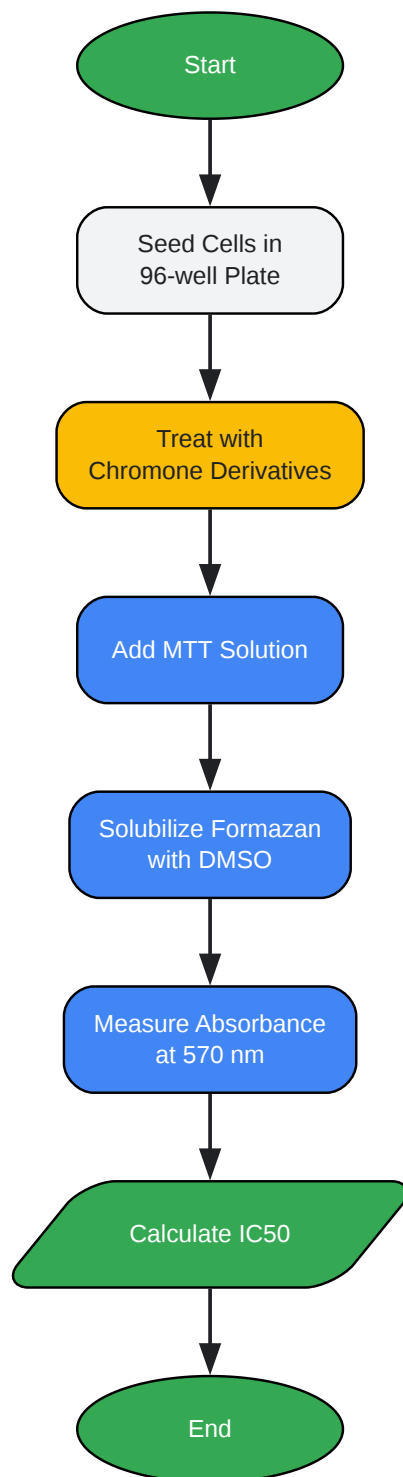 Start
Seed Cells in
96-well Plate
Treat with
Chromone Derivatives
Add MTT Solution
Solubilize Formazan
with DMSO
Measure Absorbance
at 570 nm
Calculate IC50
End